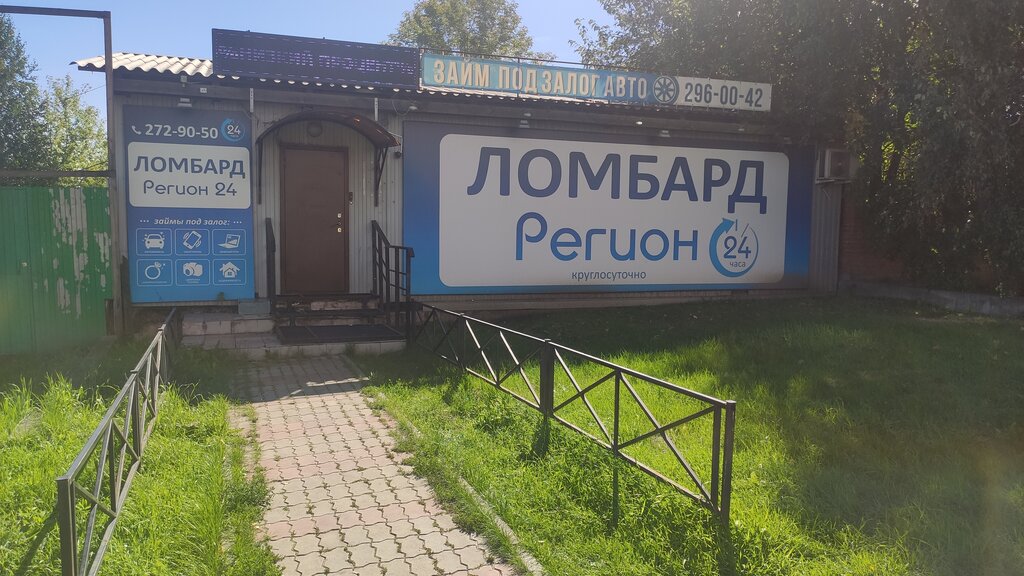 ЗАЙМ ПОД ЗАЛОГ АВТО 296-00-42
272-90-50 24
ЛОМБАРД
Регион 24
займы под залог:
ЛОМБАРД
Регион 24
часа
круглосуточно